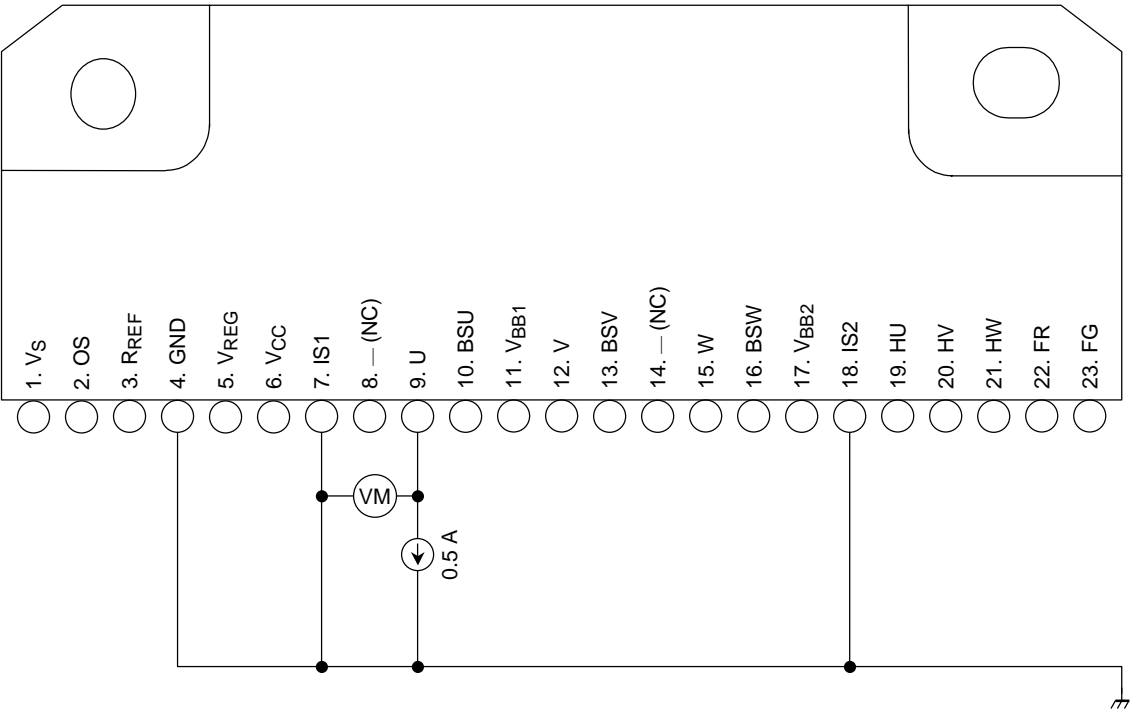 1. VS
2. OS
3. RREF
4. GND
5. VREG
6. VCC
7. IS1
8. — (NC)
9. U
10. BSU
11. VBB1
12. V
13. BSV
14. — (NC)
15. W
16. BSW
17. VBB2
18. IS2
19. HU
20. HV
21. HW
22. FR
23. FG
VM
0.5 A